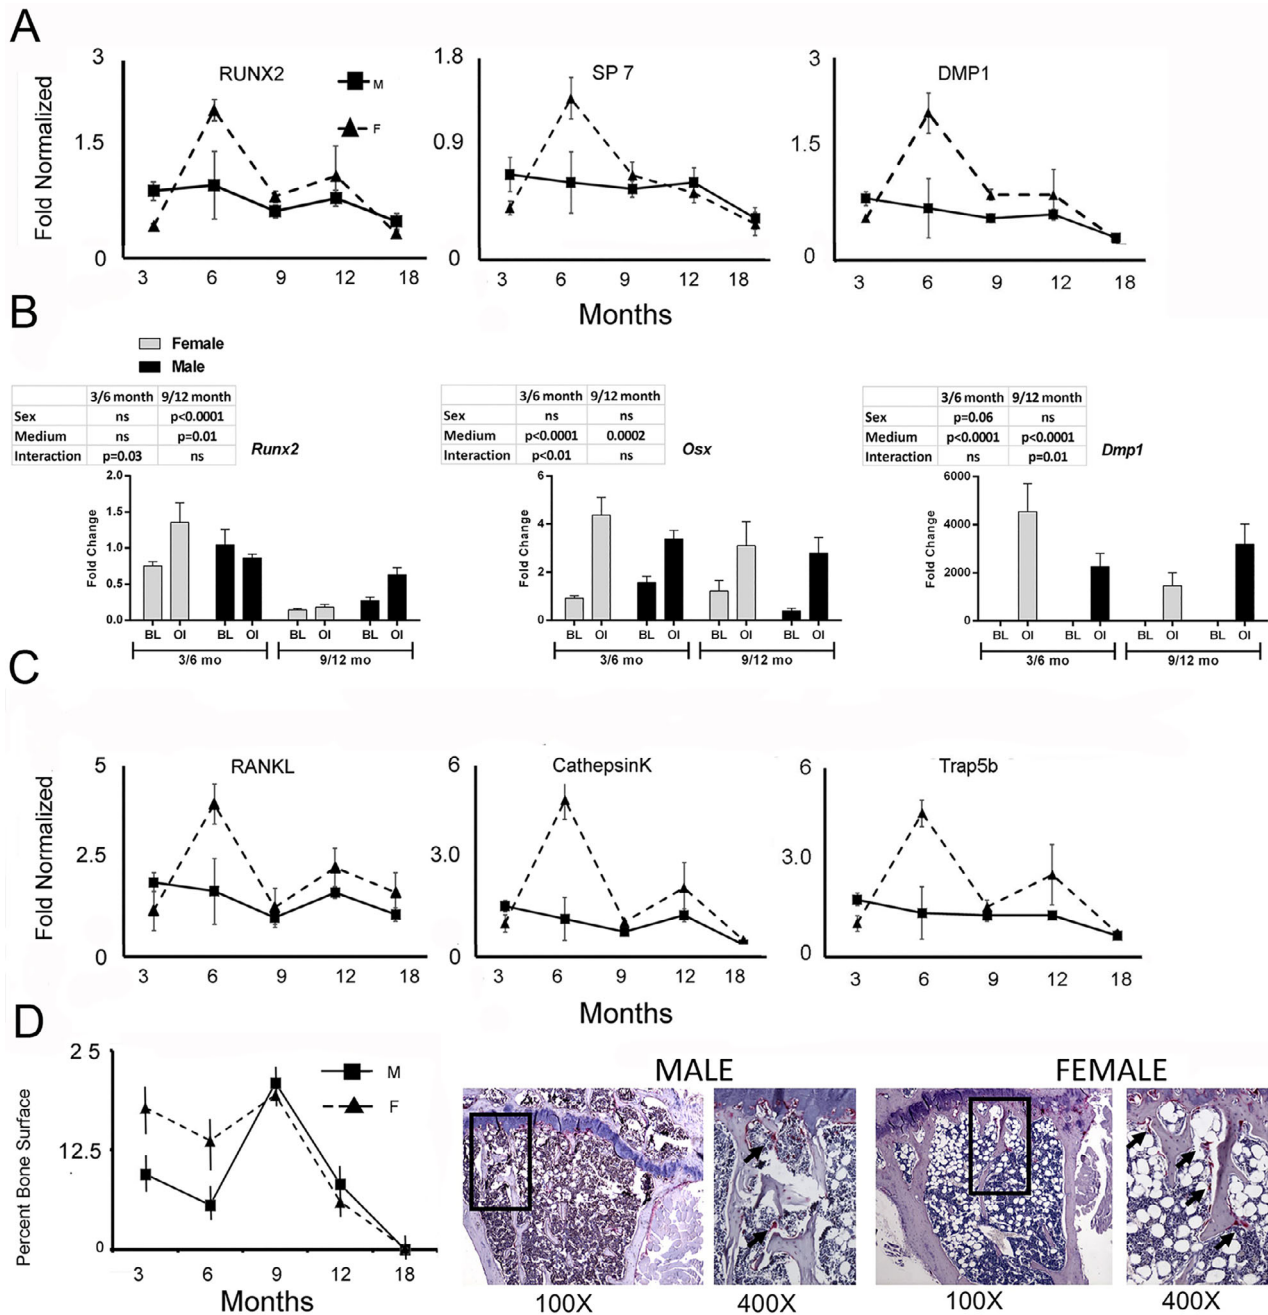 A
3
1.5
0
Fold Normalized
RUNX2
M
F
3 6 9 12 18
1.8
0.9
0
SP 7
3 6 9 12 18
3
1.5
0
DMP1
3 6 9 12 18
Months
B
Female
Male
3/6 month 9/12 month
Sex ns p<0.0001
Medium ns p=0.01
Interaction p=0.03 ns
Runx2
2.0
1.5
1.0
0.5
0.0
Fold Change
BL OI BL OI BL OI BL OI
3/6 mo 9/12 mo
3/6 month 9/12 month
Sex ns ns
Medium p<0.0001 0.0002
Interaction p<0.01 ns
Osx
6
4
2
0
Fold Change
BL OI BL OI BL OI BL OI
3/6 mo 9/12 mo
3/6 month 9/12 month
Sex p=0.06 ns
Medium p<0.0001 p<0.0001
Interaction ns p=0.01
Dmp1
6000
4000
2000
0
Fold Change
BL OI BL OI BL OI BL OI
3/6 mo 9/12 mo
C
5
2.5
0
Fold Normalized
RANKL
3 6 9 12 18
6
3.0
0
CathepsinK
3 6 9 12 18
6
3.0
0
Trap5b
3 6 9 12 18
Months
D
2 5
12.5
0
Percent Bone Surface
M
F
3 6 9 12 18
Months
MALE
100X 400X
FEMALE
100X 400X